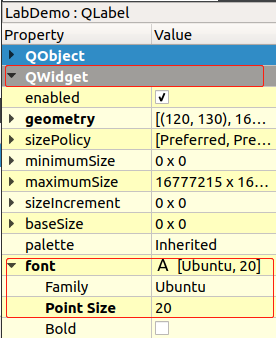 LabDemo : QLabel
Property Value
QObject
QWidget
enabled
geometry [(120, 130), 16...
sizePolicy [Preferred, Pre...
minimumSize 0 x 0
maximumSize 16777215 x 16...
sizeIncrement 0 x 0
baseSize 0 x 0
palette Inherited
font A [Ubuntu, 20]
Family Ubuntu
Point Size 20
Bold